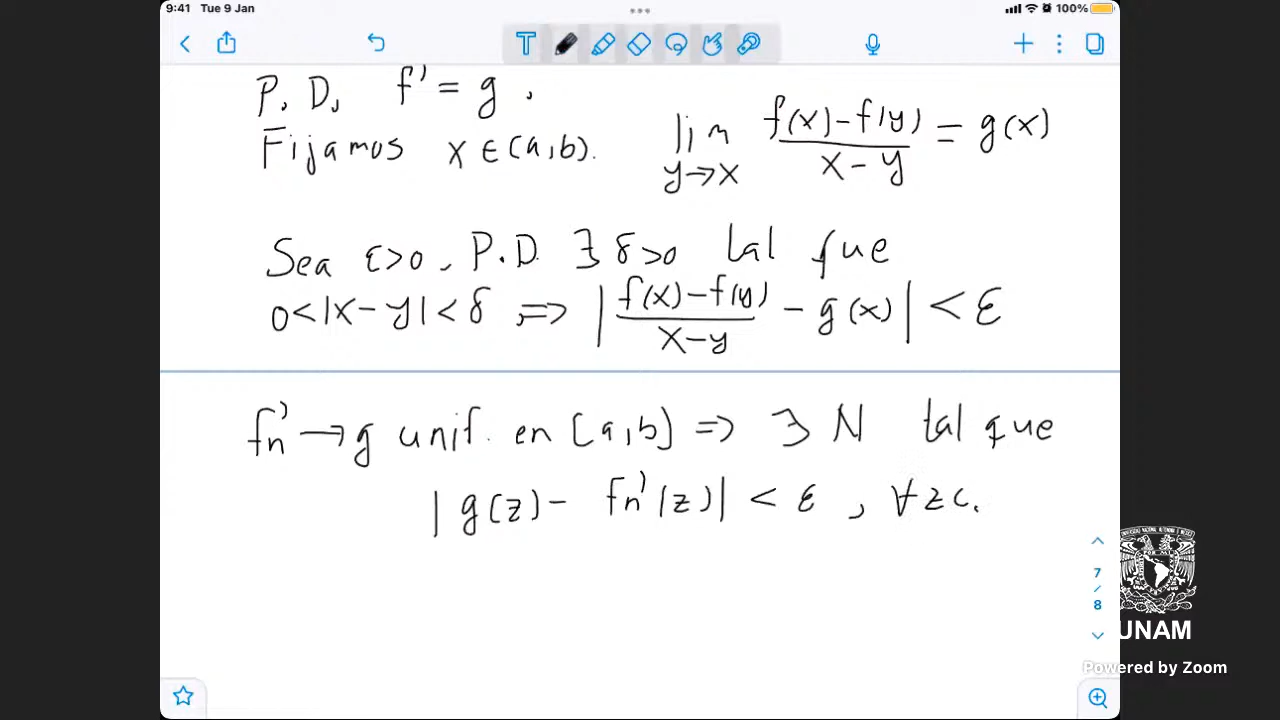 9:41 Tue 9 Jan
100%
P. D, f' = g .
Fijamos x ∈ (a,b).
lim y→x (f(x) - f(y))/(x - y) = g(x)
Sea ε>0, P.D. ∃ δ>0 tal que
0<|x - y|<δ, => | (f(x) - f(y))/(x-y) - g(x) | < ε
fn' → g unif. en [a,b] => ∃ N tal que
| g(z) - fn'(z) | < ε , ∀z
7
8
UNAM
Powered by Zoom